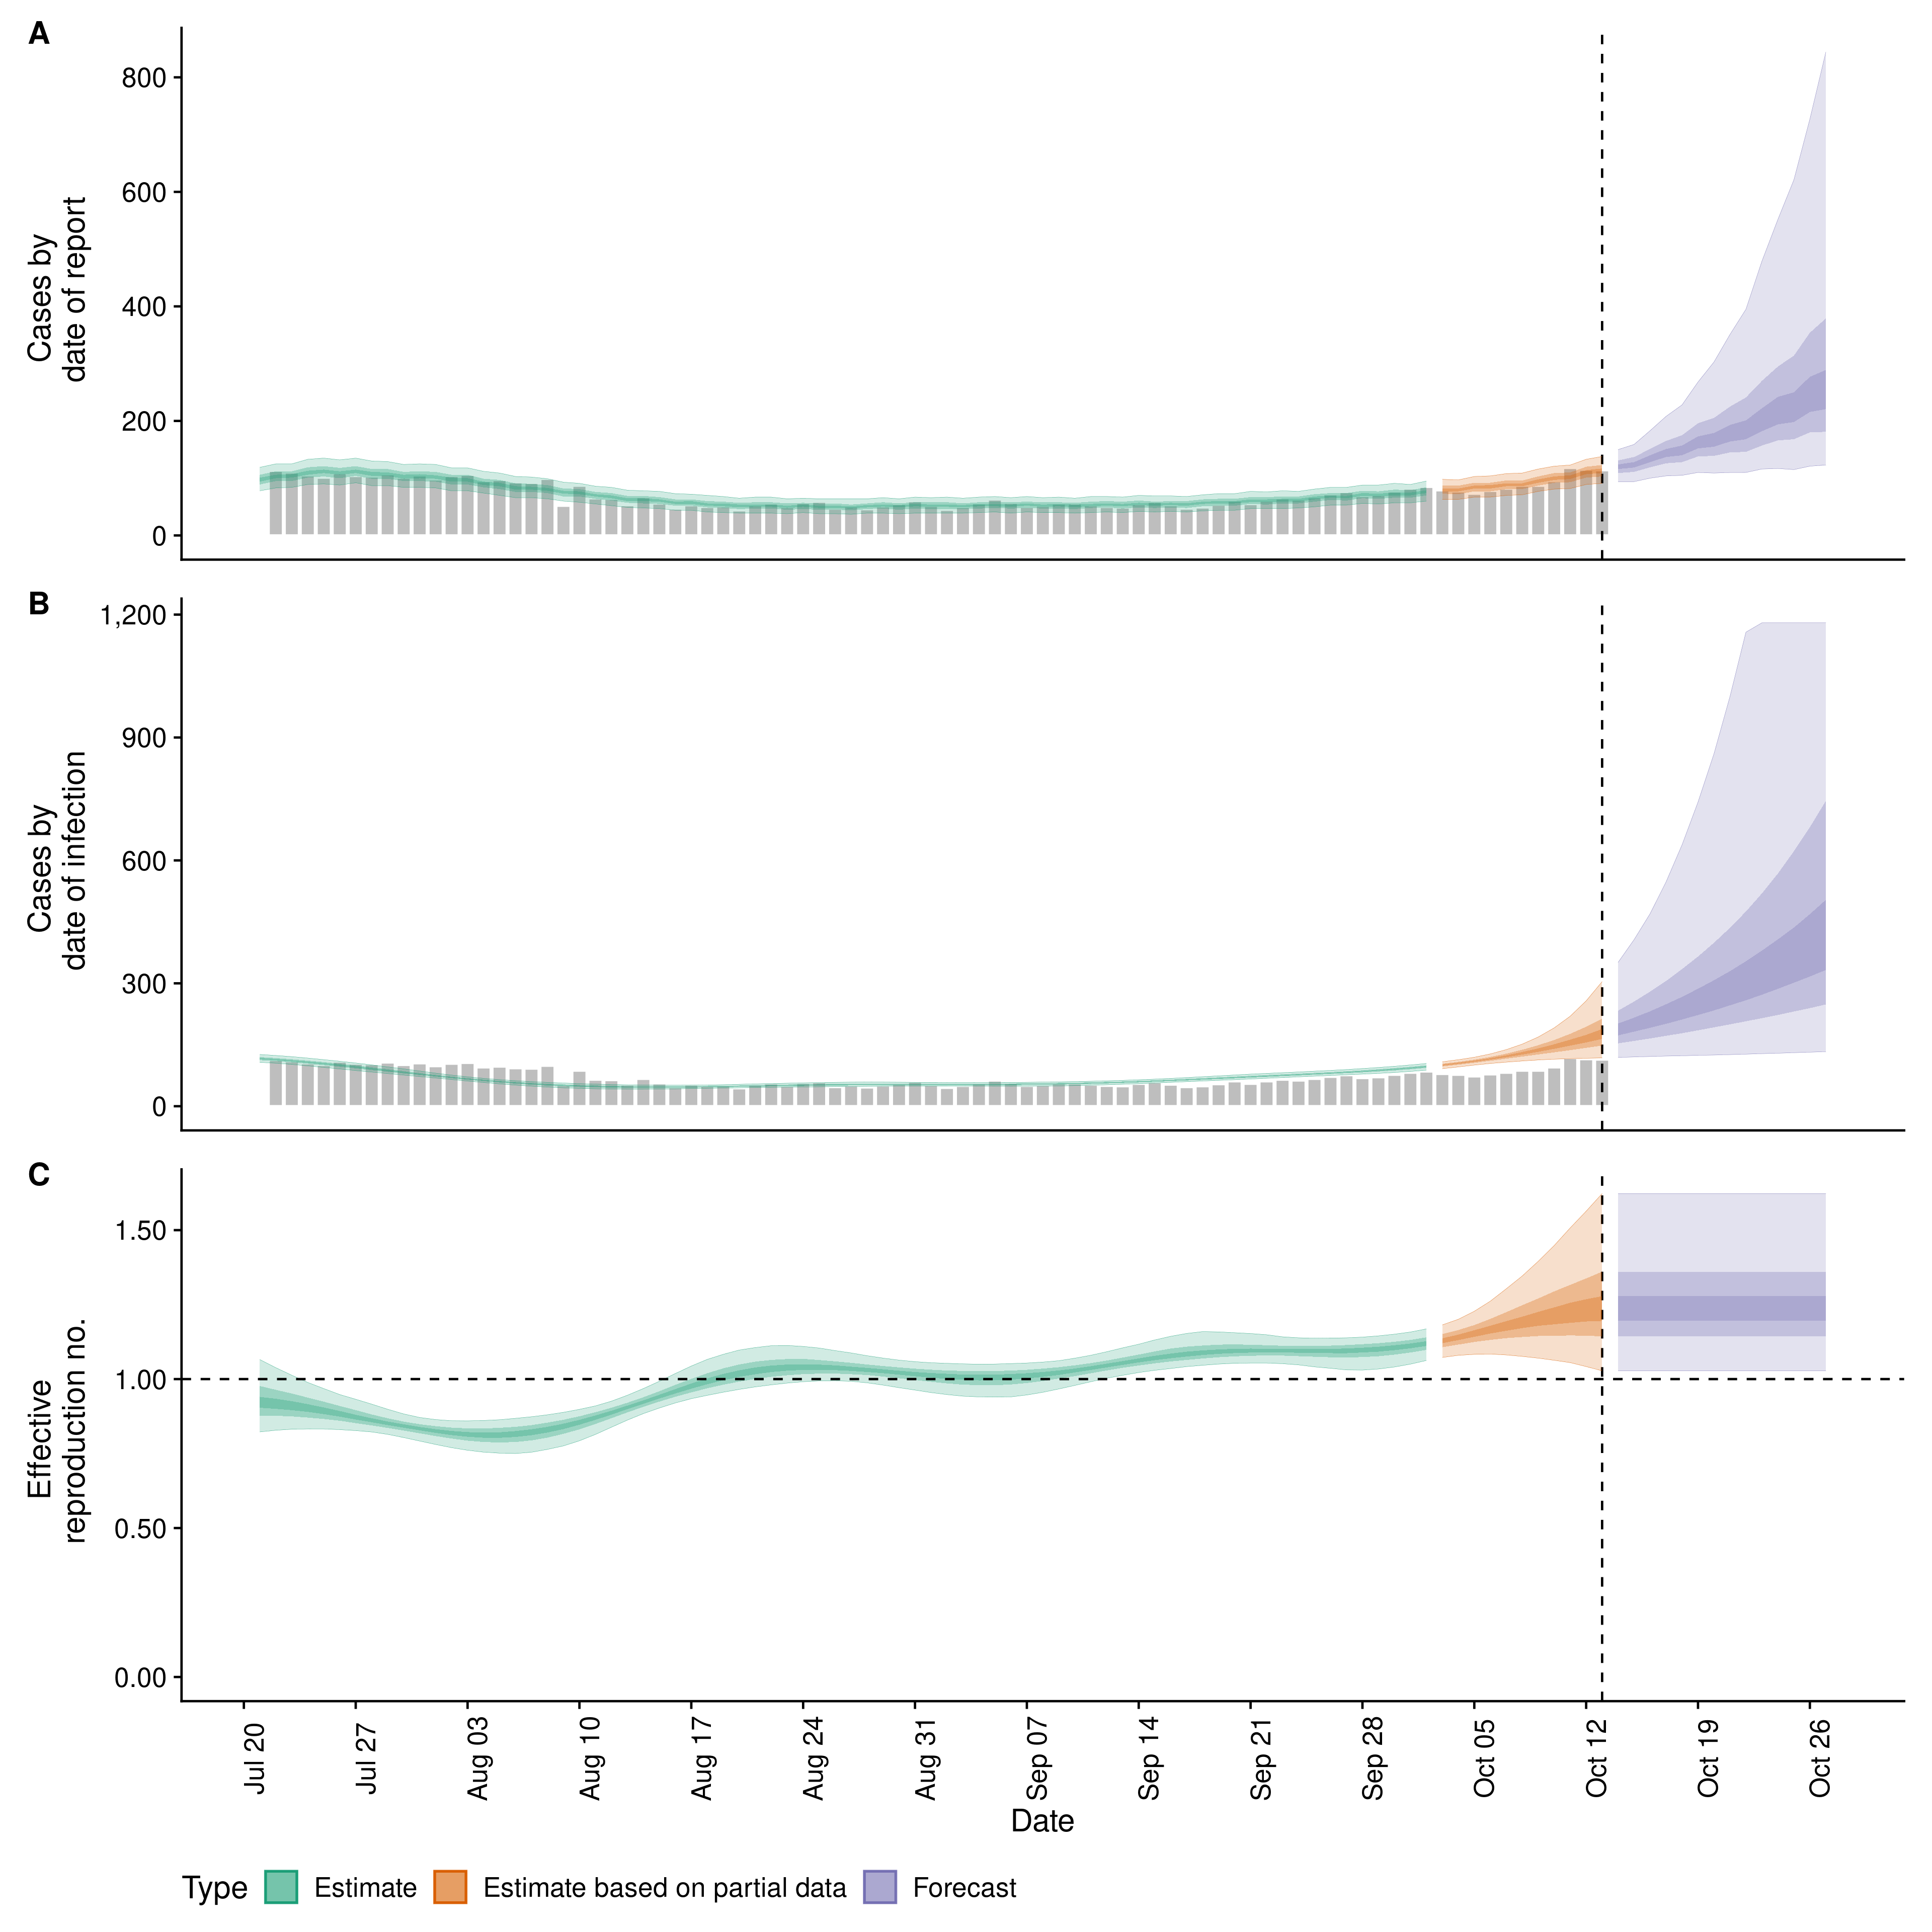 A
800
600
400
200
0
Cases by
date of report
B
1,200
900
600
300
0
Cases by
date of infection
C
1.50
1.00
0.50
0.00
Effective
reproduction no.
Jul 20
Jul 27
Aug 03
Aug 10
Aug 17
Aug 24
Aug 31
Sep 07
Sep 14
Sep 21
Sep 28
Oct 05
Oct 12
Oct 19
Oct 26
Date
Type Estimate Estimate based on partial data Forecast